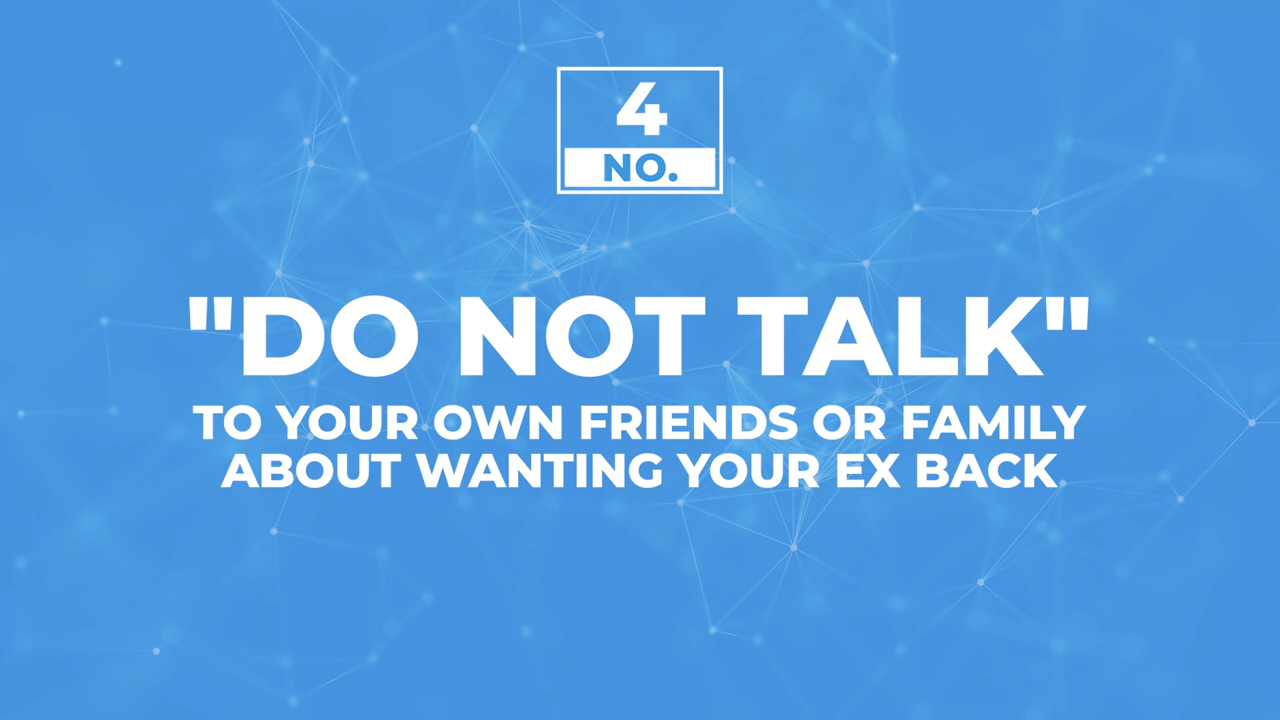 4
NO.
"DO NOT TALK"
TO YOUR OWN FRIENDS OR FAMILY
ABOUT WANTING YOUR EX BACK